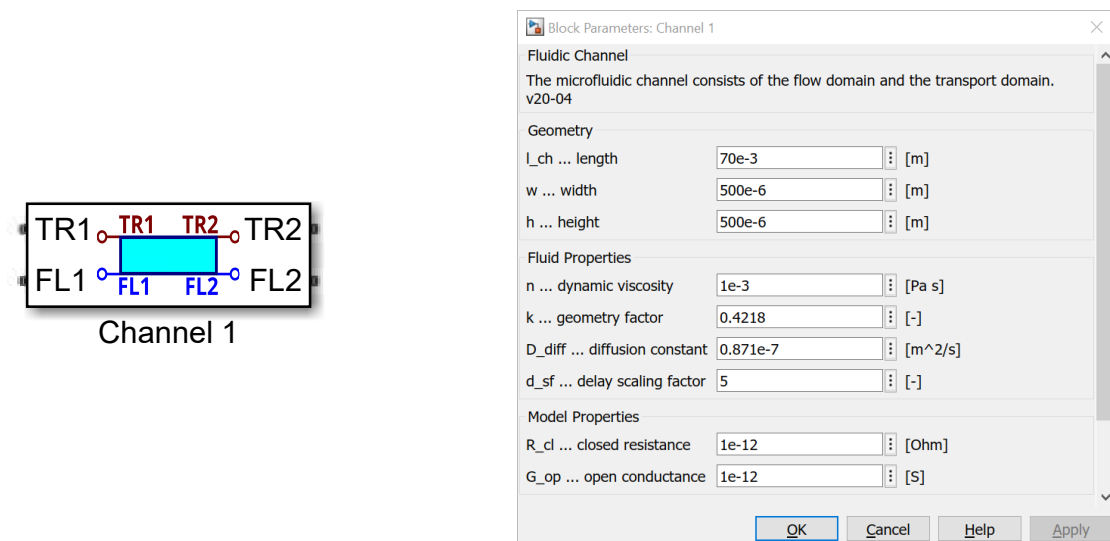 TR1 TR1 TR2 TR2
FL1 FL1 FL2 FL2
Channel 1
Block Parameters: Channel 1
Fluidic Channel
The microfluidic channel consists of the flow domain and the transport domain.
v20-04
Geometry
l_ch ... length 70e-3 [m]
w ... width 500e-6 [m]
h ... height 500e-6 [m]
Fluid Properties
n ... dynamic viscosity 1e-3 [Pa s]
k ... geometry factor 0.4218 [-]
D_diff ... diffusion constant 0.871e-7 [m^2/s]
d_sf ... delay scaling factor 5 [-]
Model Properties
R_cl ... closed resistance 1e-12 [Ohm]
G_op ... open conductance 1e-12 [S]
OK Cancel Help Apply